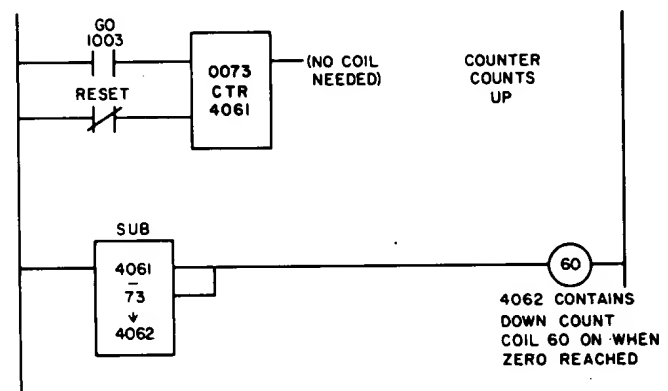 GO
1003
0073
CTR
4061
(NO COIL
NEEDED)
COUNTER
COUNTS
UP
RESET
SUB
4061
–
73
↓
4062
60
4062 CONTAINS
DOWN COUNT
COIL 60 ON WHEN
ZERO REACHED